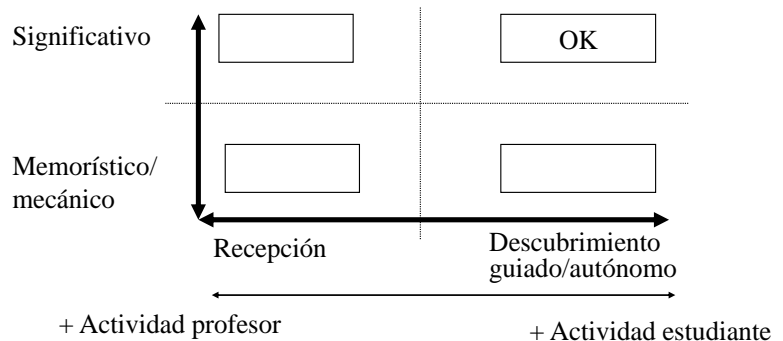 Significativo
OK
Memorístico/
mecánico
Recepción
Descubrimiento
guiado/autónomo
+ Actividad profesor
+ Actividad estudiante